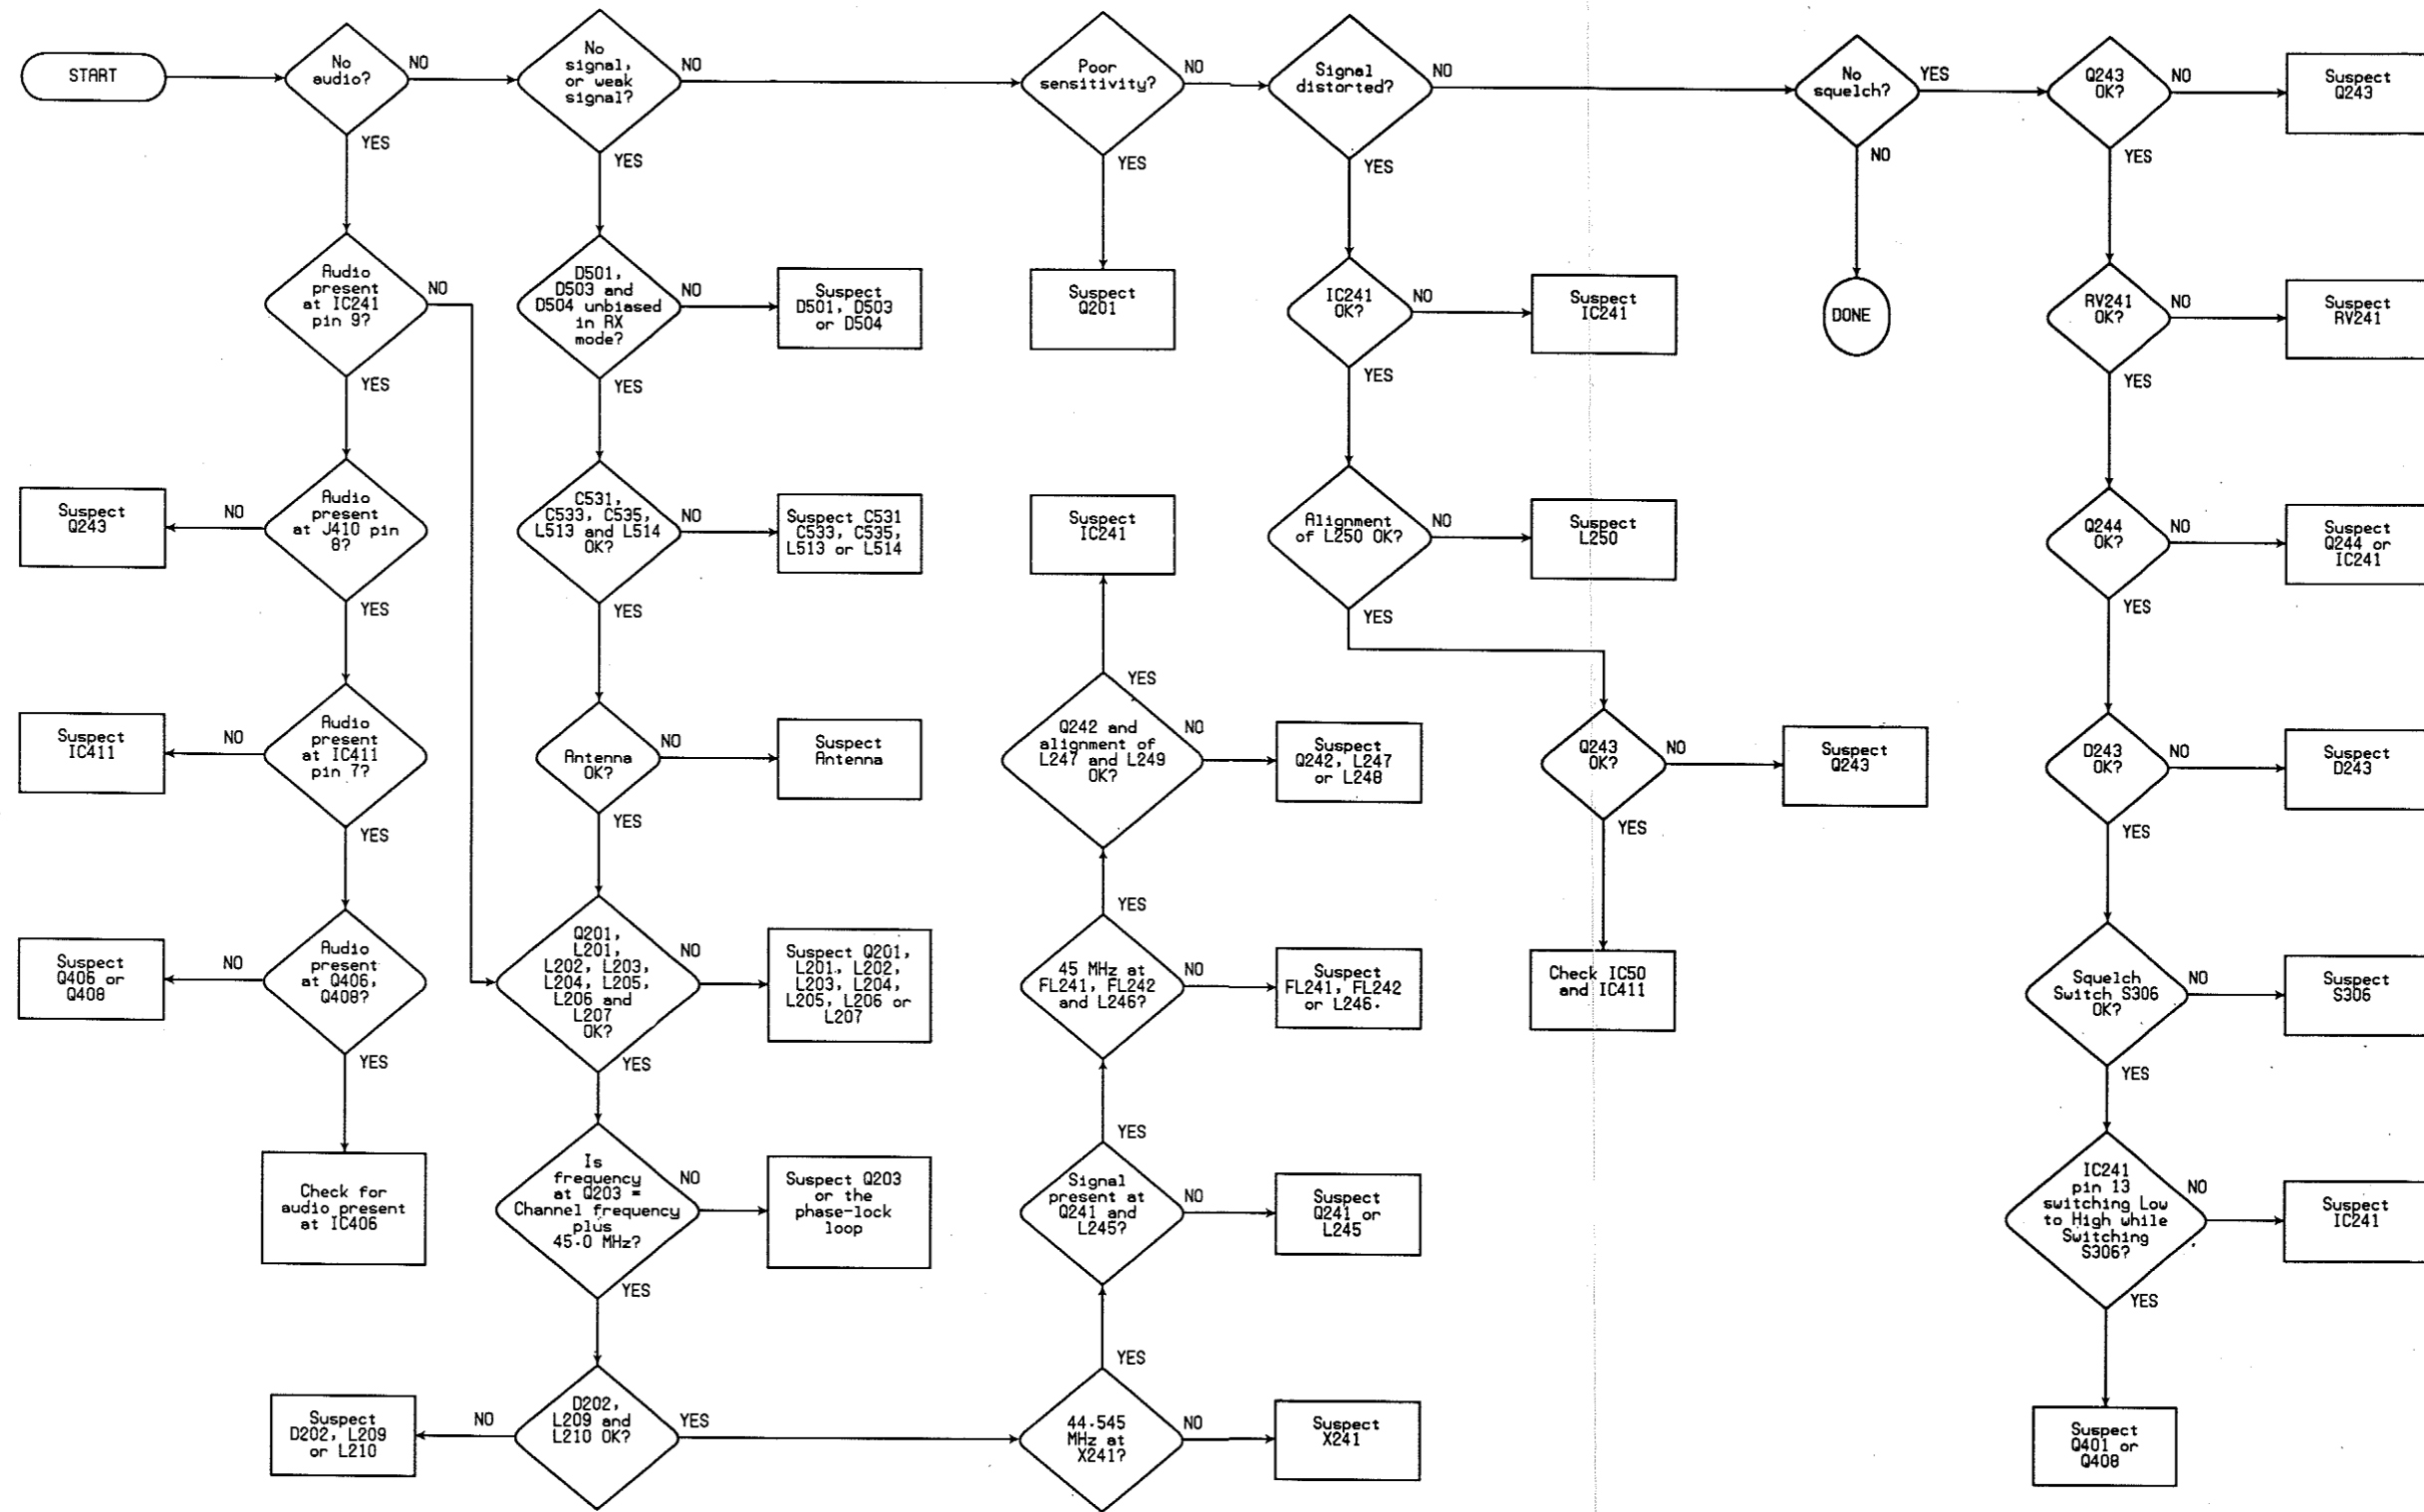 START
No
audio?
NO
YES
No
signal,
or weak
signal?
NO
YES
Poor
sensitivity?
NO
YES
Signal
distorted?
NO
YES
No
squelch?
YES
NO
Q243
OK?
NO
YES
Suspect
Q243
Audio
present
at IC241
pin 9?
NO
YES
D501,
D503 and
D504 unbiased
in RX
mode?
NO
YES
Suspect
D501, D503
or D504
Suspect
Q201
IC241
OK?
NO
YES
Suspect
IC241
DONE
RV241
OK?
NO
YES
Suspect
RV241
Suspect
Q243
NO
Audio
present
at J410 pin
8?
YES
C531,
C533, C535,
L513 and L514
OK?
NO
YES
Suspect C531
C533, C535,
L513 or L514
Suspect
IC241
Alignment
of L250 OK?
NO
YES
Suspect
L250
Q244
OK?
NO
YES
Suspect
Q244 or
IC241
Suspect
IC411
NO
Audio
present
at IC411
pin 7?
YES
Antenna
OK?
NO
YES
Suspect
Antenna
YES
Q242 and
alignment of
L247 and L249
OK?
NO
Suspect
Q242, L247
or L248
Q243
OK?
NO
YES
Suspect
Q243
D243
OK?
NO
YES
Suspect
D243
Suspect
Q406 or
Q408
NO
Audio
present
at Q406,
Q408?
YES
Q201,
L201,
L202, L203,
L204, L205,
L206 and
L207
OK?
NO
YES
Suspect Q201,
L201, L202,
L203, L204,
L205, L206 or
L207
YES
45 MHz at
FL241, FL242
and L246?
NO
Suspect
FL241, FL242
or L246.
Check IC50
and IC411
Squelch
Switch S306
OK?
NO
YES
Suspect
S306
Check for
audio present
at IC406
Is
frequency
at Q203 =
Channel frequency
plus
45.0 MHz?
NO
YES
Suspect Q203
or the
phase-lock
loop
YES
Signal
present at
Q241 and
L245?
NO
Suspect
Q241 or
L245
IC241
pin 13
switching Low
to High while
Switching
S306?
NO
YES
Suspect
IC241
Suspect
D202, L209
or L210
NO
D202,
L209 and
L210 OK?
YES
YES
44.545
MHz at
X241?
NO
Suspect
X241
Suspect
Q401 or
Q408